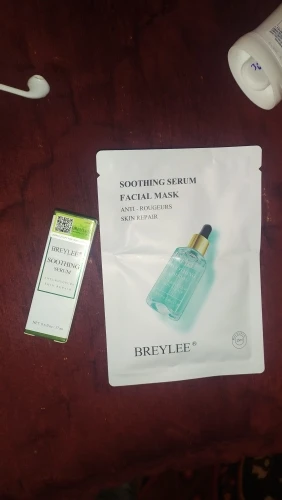 SOOTHING SERUM
FACIAL MASK
ANTI - ROUGEURS
SKIN REPAIR
BREYLEE®
BREYLEE®
SOOTHING
SERUM